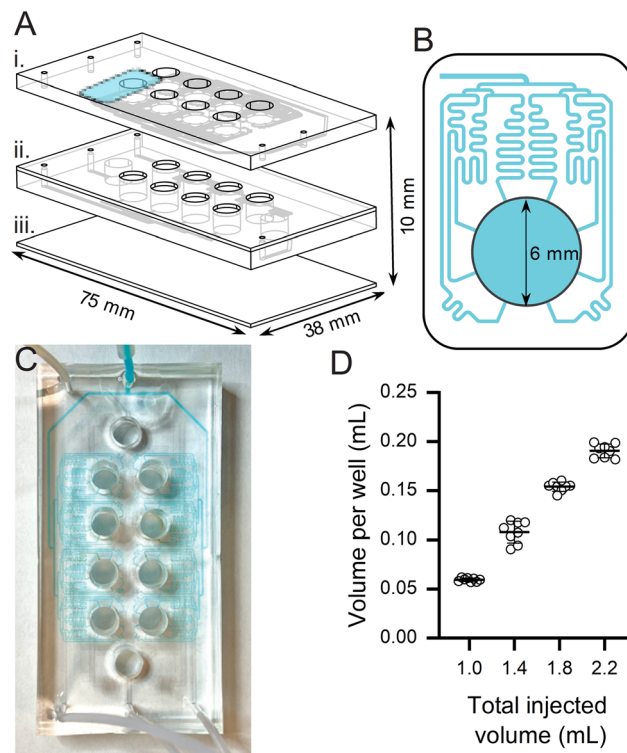 A
i.
ii.
iii.
10 mm
75 mm
38 mm
B
6 mm
C
D
Volume per well (mL)
0.25
0.20
0.15
0.10
0.05
0.00
1.0 1.4 1.8 2.2
Total injected
volume (mL)